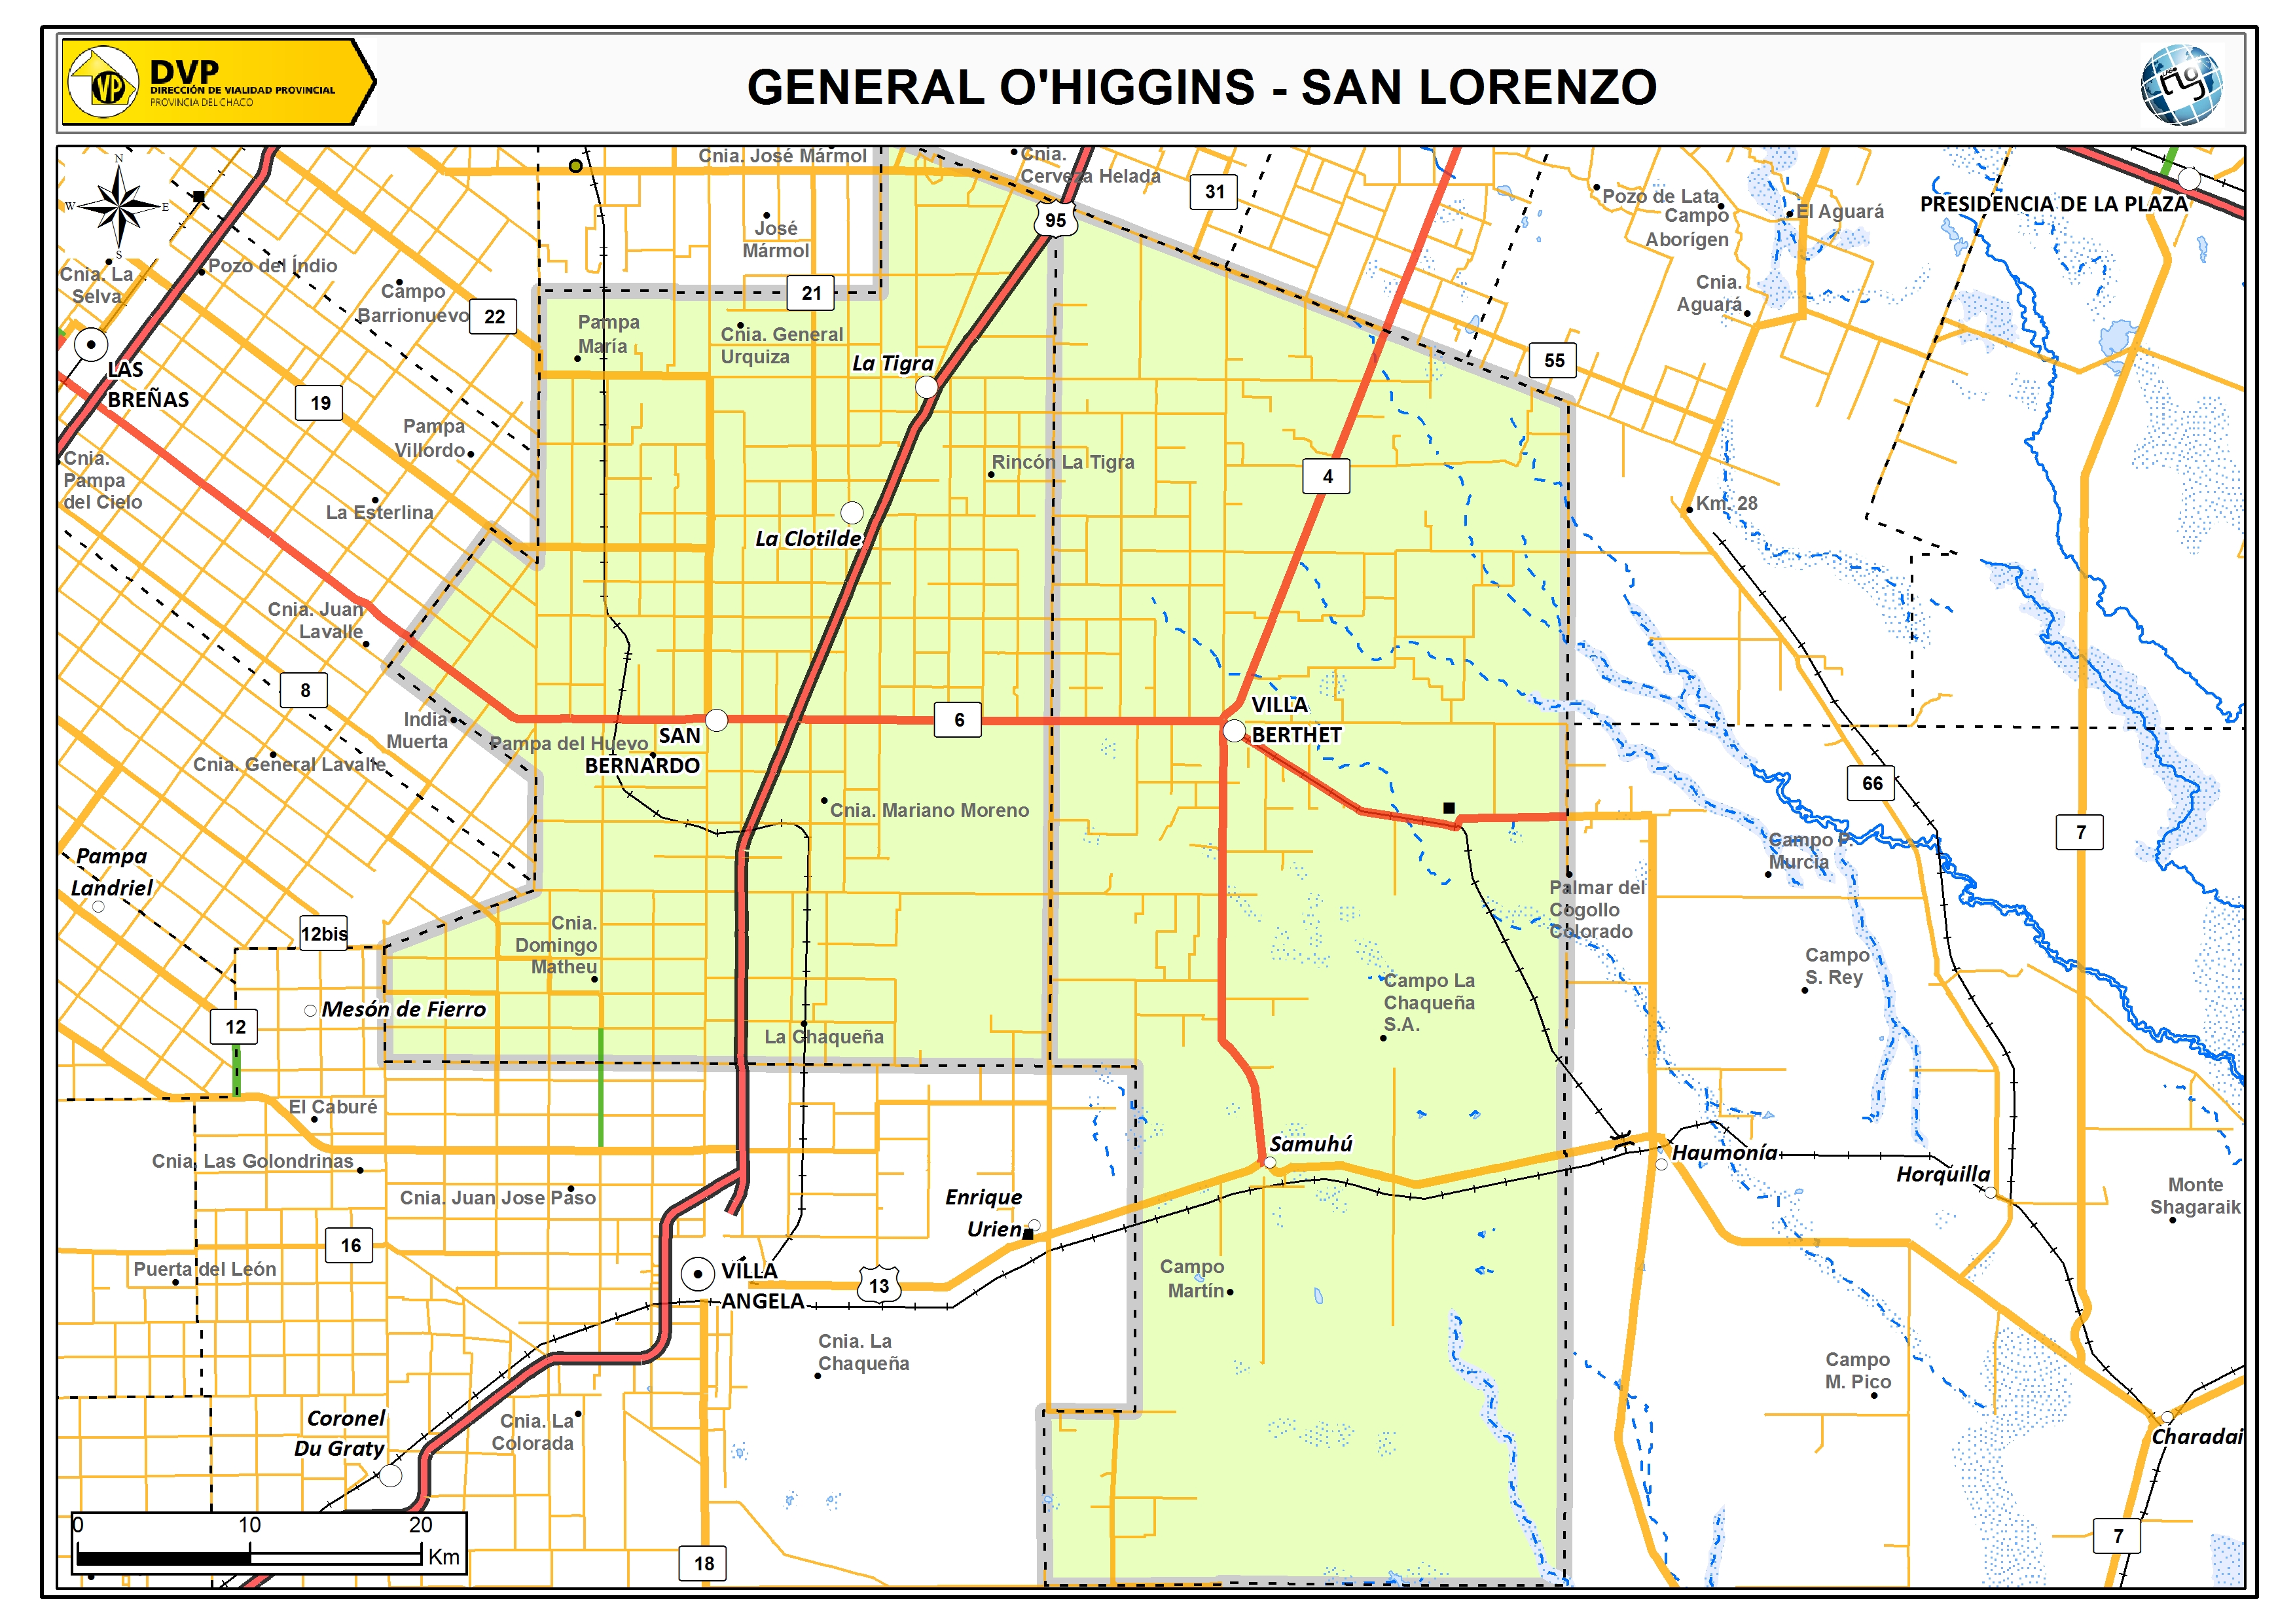 DVP
DIRECCIÓN DE VIALIDAD PROVINCIAL
PROVINCIA DEL CHACO
GENERAL O'HIGGINS - SAN LORENZO
N
W
E
S
Cnia. José Mármol
Cnia.
Cerveza Helada
95
31
Pozo de Lata
Campo
Aborígen
El Aguará
PRESIDENCIA DE LA PLAZA
José
Mármol
Cnia. La
Selva
Pozo del Índio
Campo
Barrionuevo
22
21
Cnia.
Aguará
Pampa
María
Cnia. General
Urquiza
La Tigra
55
LAS
BREÑAS
19
Pampa
Villordo
Cnia.
Pampa
del Cielo
La Esterlina
Rincón La Tigra
4
Km. 28
La Clotilde
Cnia. Juan
Lavalle
8
India
Muerta
Cnia. General Lavalle
Pampa del Huevo
SAN
BERNARDO
6
VILLA
BERTHET
66
7
Cnia. Mariano Moreno
Campo P.
Murcia
Pampa
Landriel
Palmar del
Cogollo
Colorado
12bis
Cnia.
Domingo
Matheu
Campo
S. Rey
Campo La
Chaqueña
S.A.
Mesón de Fierro
12
La Chaqueña
El Caburé
Cnia. Las Golondrinas
Cnia. Juan Jose Paso
Samuhú
Haumonía
Horquilla
Enrique
Urien
Monte
Shagaraik
16
Puerta del León
VILLA
ANGELA
13
Campo
Martin
Cnia. La
Chaqueña
Campo
M. Pico
Coronel
Du Graty
Cnia. La
Colorada
Charadai
0
10
20
Km
18
7